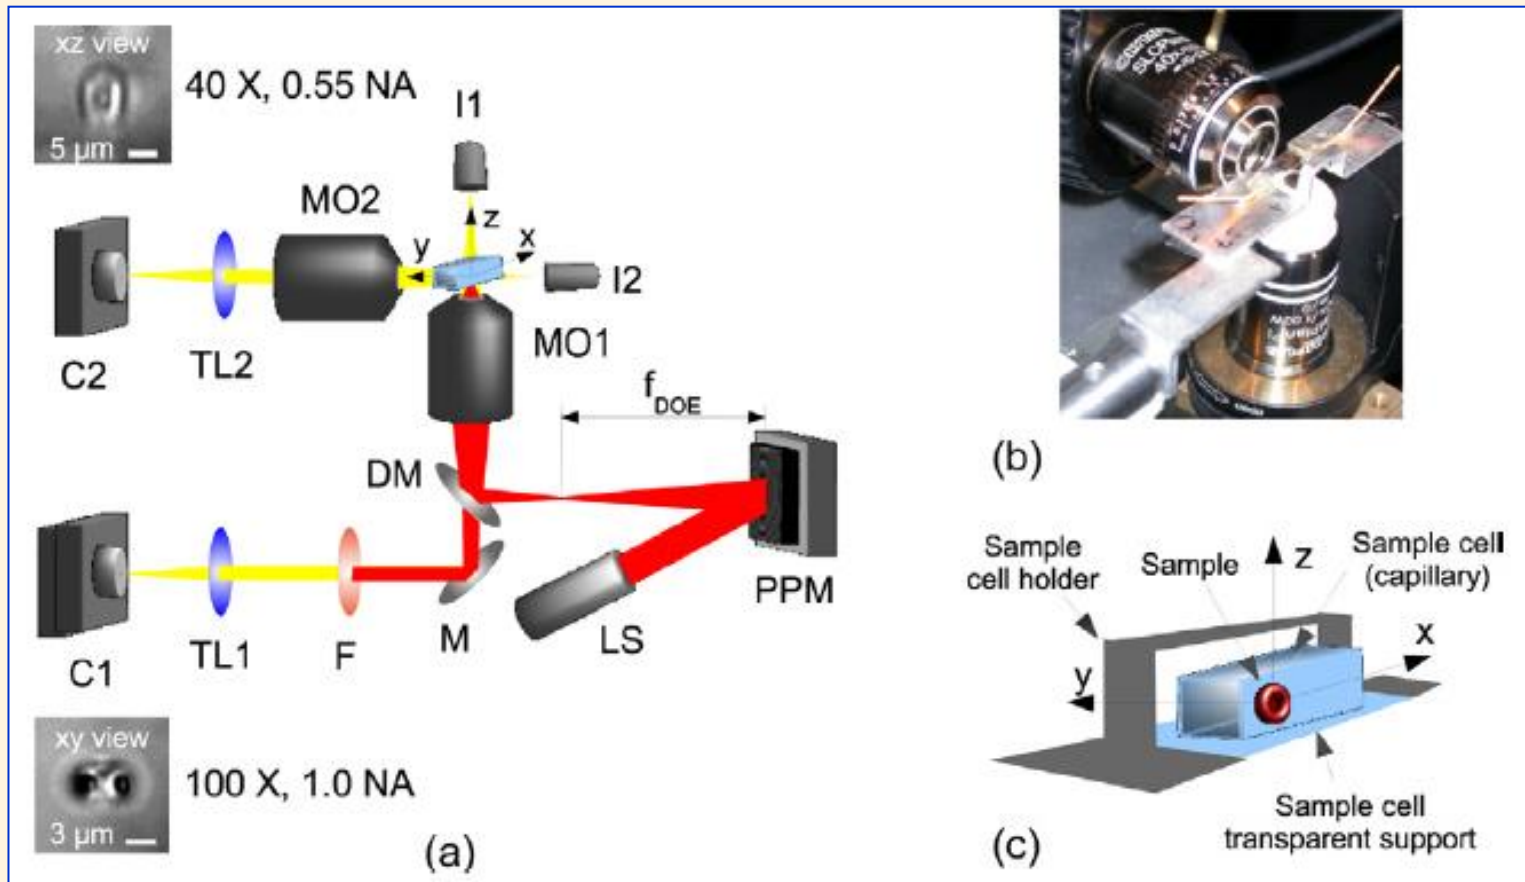 xz view
5 µm
40 X, 0.55 NA
I1
MO2
z
y
x
I2
MO1
C2
TL2
f DOE
DM
PPM
LS
C1
TL1
F
M
xy view
3 µm
100 X, 1.0 NA
(a)
(b)
Sample
cell holder
Sample
z
Sample cell
(capillary)
x
y
Sample cell
transparent support
(c)